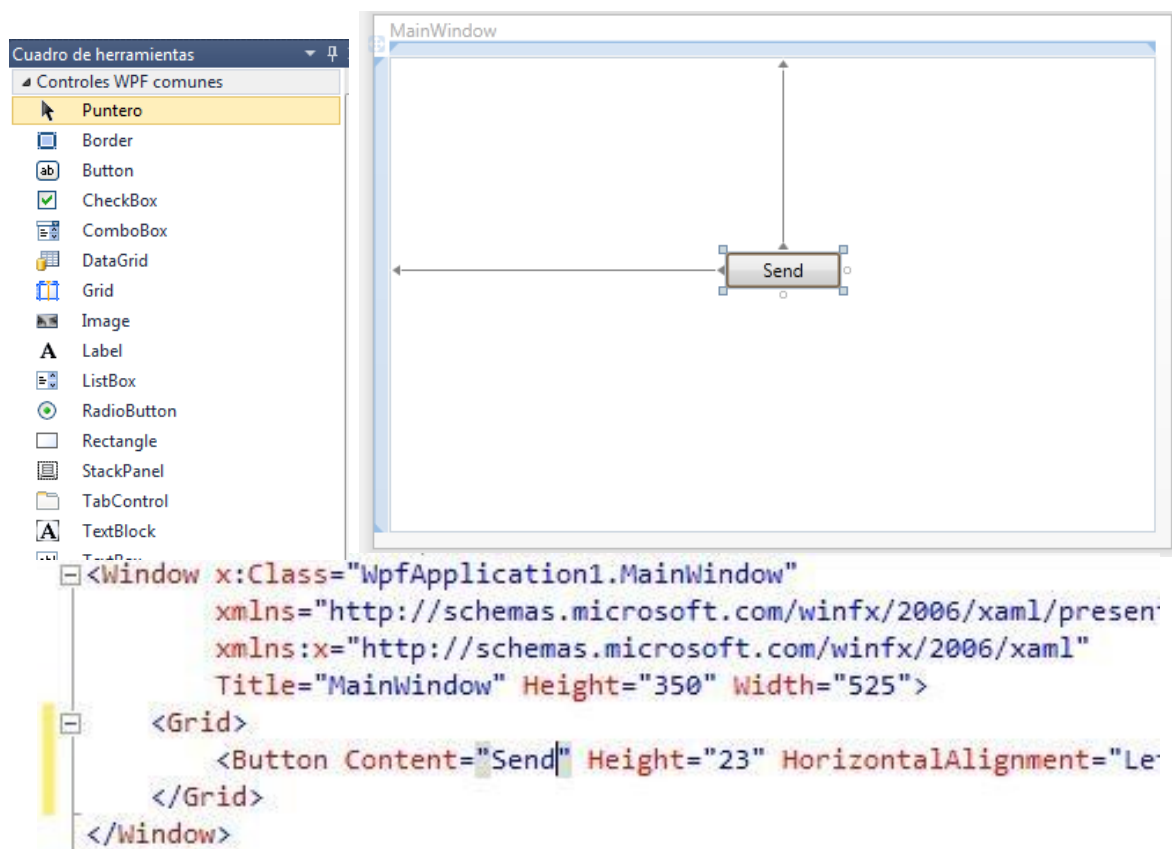 Cuadro de herramientas
Controles WPF comunes
Puntero
Border
ab Button
CheckBox
ComboBox
DataGrid
Grid
Image
A Label
ListBox
RadioButton
Rectangle
StackPanel
TabControl
A TextBlock
MainWindow
Send
<Window x:Class="WpfApplication1.MainWindow"
xmlns="http://schemas.microsoft.com/winfx/2006/xaml/presen
xmlns:x="http://schemas.microsoft.com/winfx/2006/xaml"
Title="MainWindow" Height="350" Width="525">
<Grid>
<Button Content="Send" Height="23" HorizontalAlignment="Le
</Grid>
</Window>